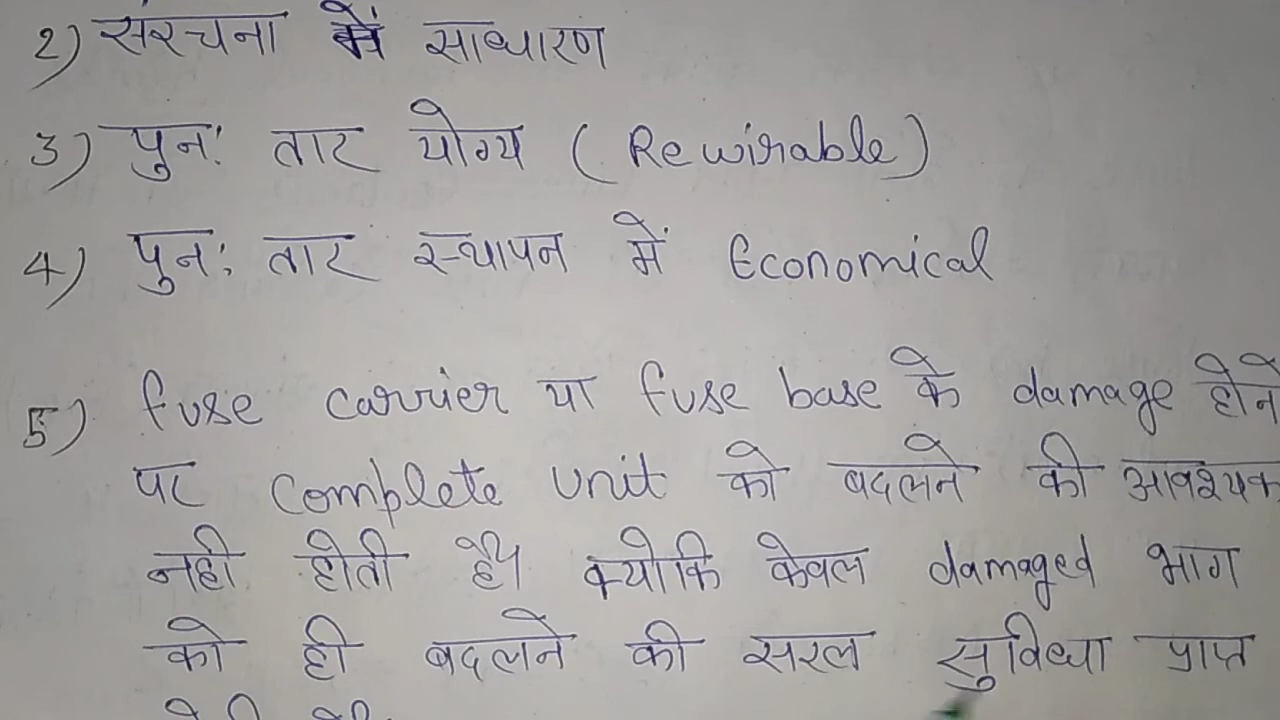 2) संरचना में साधारण
3) पुनः तार योग्य ( Rewirable )
4) पुनः तार स्थापन में Economical
5) fuse carrier या fuse base के damage होने
पर complete unit को बदलने की आवश्यक
नही होती है। क्योकि केवल damaged भाग
को ही बदलने की सरल सुविधा प्राप्त